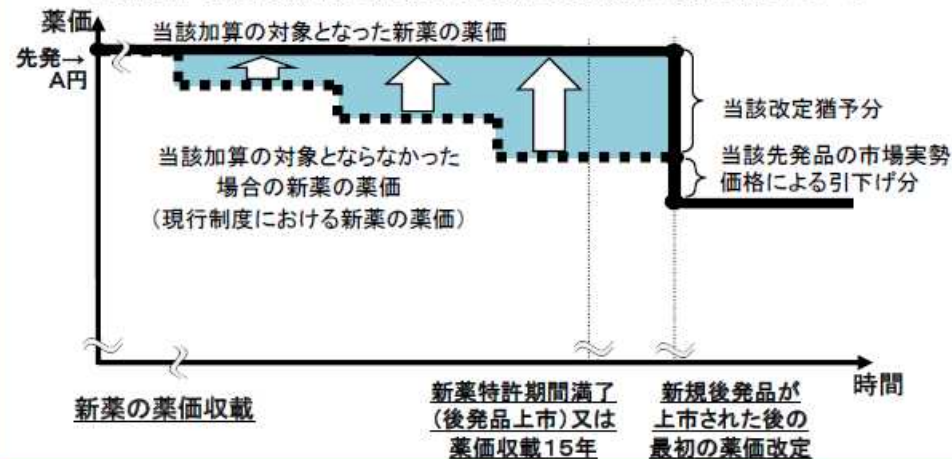 薬価
当該加算の対象となった新薬の薬価
先発→
A円
当該改定猶予分
当該加算の対象とならなかった
場合の新薬の薬価
(現行制度における新薬の薬価)
当該先発品の市場実勢
価格による引下げ分
時間
新薬の薬価収載
新薬特許期間満了
(後発品上市)又は
薬価収載15年
新規後発品が
上市された後の
最初の薬価改定